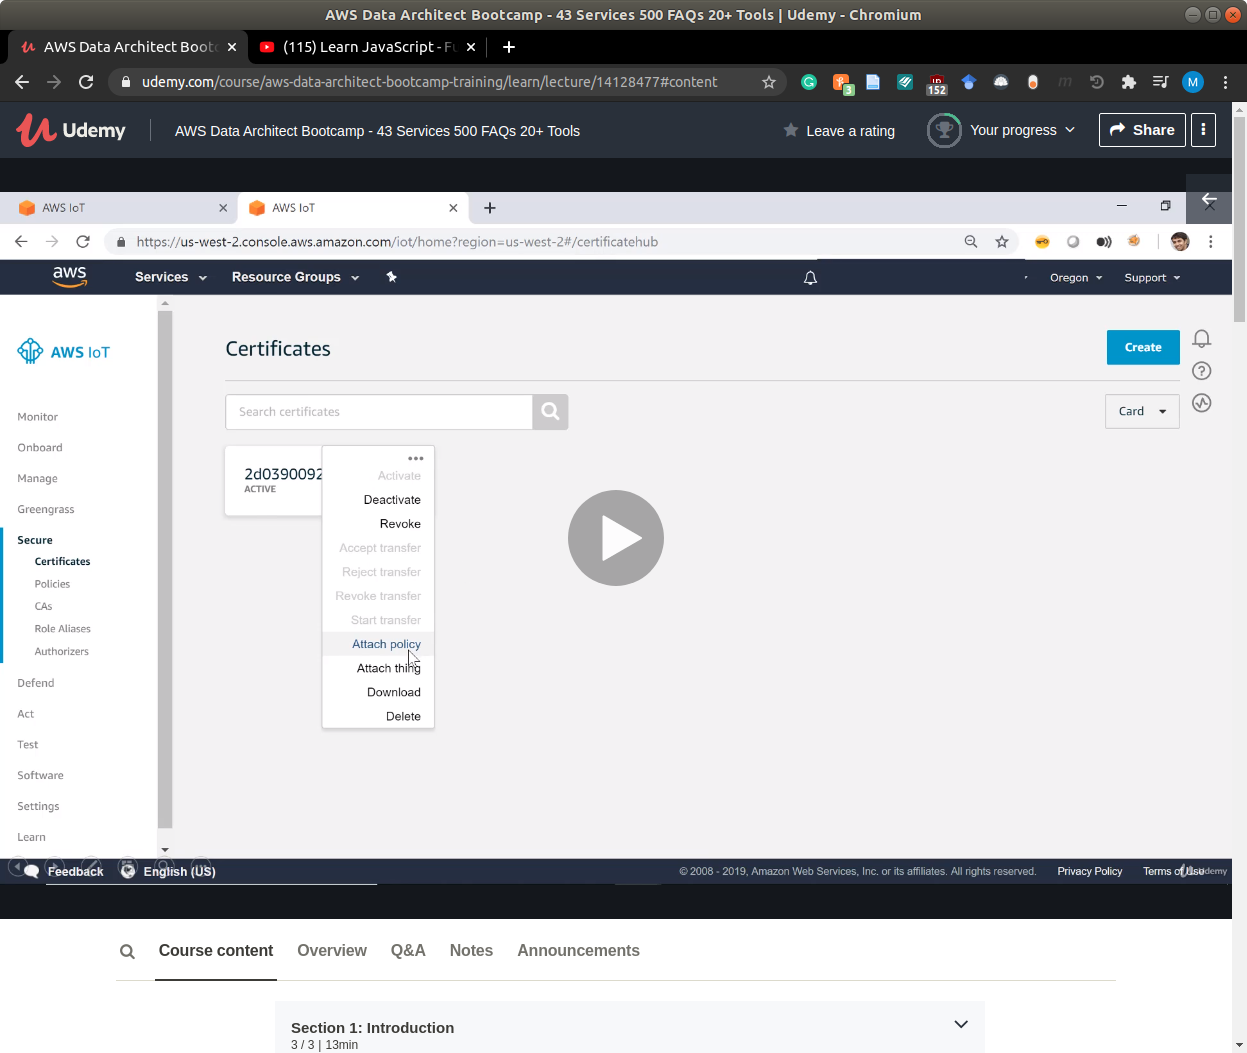 AWS Data Architect Bootcamp - 43 Services 500 FAQs 20+ Tools | Udemy - Chromium
AWS Data Architect Bootc
(115) Learn JavaScript - Fu
udemy.com/course/aws-data-architect-bootcamp-training/learn/lecture/14128477#content
3
152
M
Udemy
AWS Data Architect Bootcamp - 43 Services 500 FAQs 20+ Tools
Leave a rating
Your progress
Share
AWS IoT
AWS IoT
https://us-west-2.console.aws.amazon.com/iot/home?region=us-west-2#/certificatehub
aws
Services
Resource Groups
Oregon
Support
AWS IoT
Monitor
Onboard
Manage
Greengrass
Secure
Certificates
Policies
CAs
Role Aliases
Authorizers
Defend
Act
Test
Software
Settings
Learn
Certificates
Create
Search certificates
Card
2d0390092
ACTIVE
Activate
Deactivate
Revoke
Accept transfer
Reject transfer
Revoke transfer
Start transfer
Attach policy
Attach thing
Download
Delete
Feedback
English (US)
© 2008 - 2019, Amazon Web Services, Inc. or its affiliates. All rights reserved.
Privacy Policy
Terms of Use
Udemy
Course content
Overview
Q&A
Notes
Announcements
Section 1: Introduction
3 / 3 | 13min